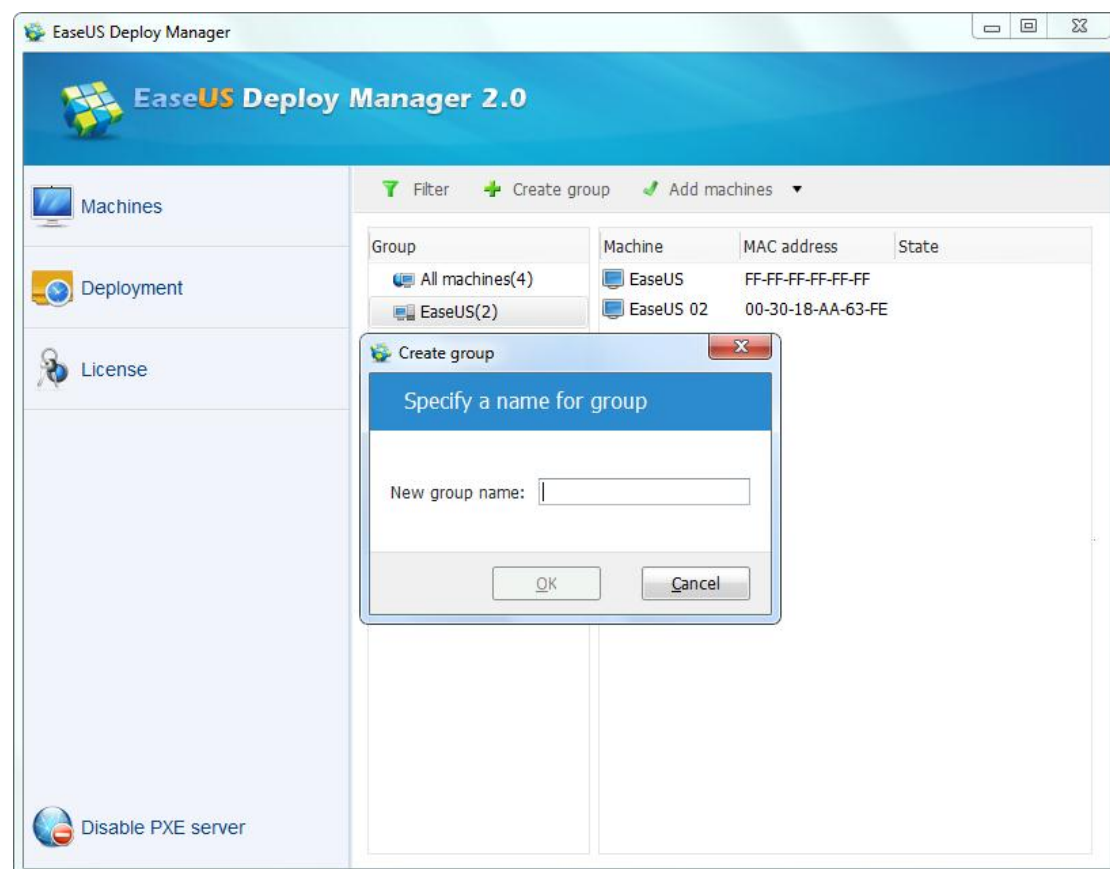 EaseUS Deploy Manager
EaseUS Deploy Manager 2.0
Machines
Deployment
License
Disable PXE server
Filter Create group Add machines
Group Machine MAC address State
All machines(4) EaseUS FF-FF-FF-FF-FF-FF
EaseUS(2) EaseUS 02 00-30-18-AA-63-FE
Create group
Specify a name for group
New group name:
OK Cancel